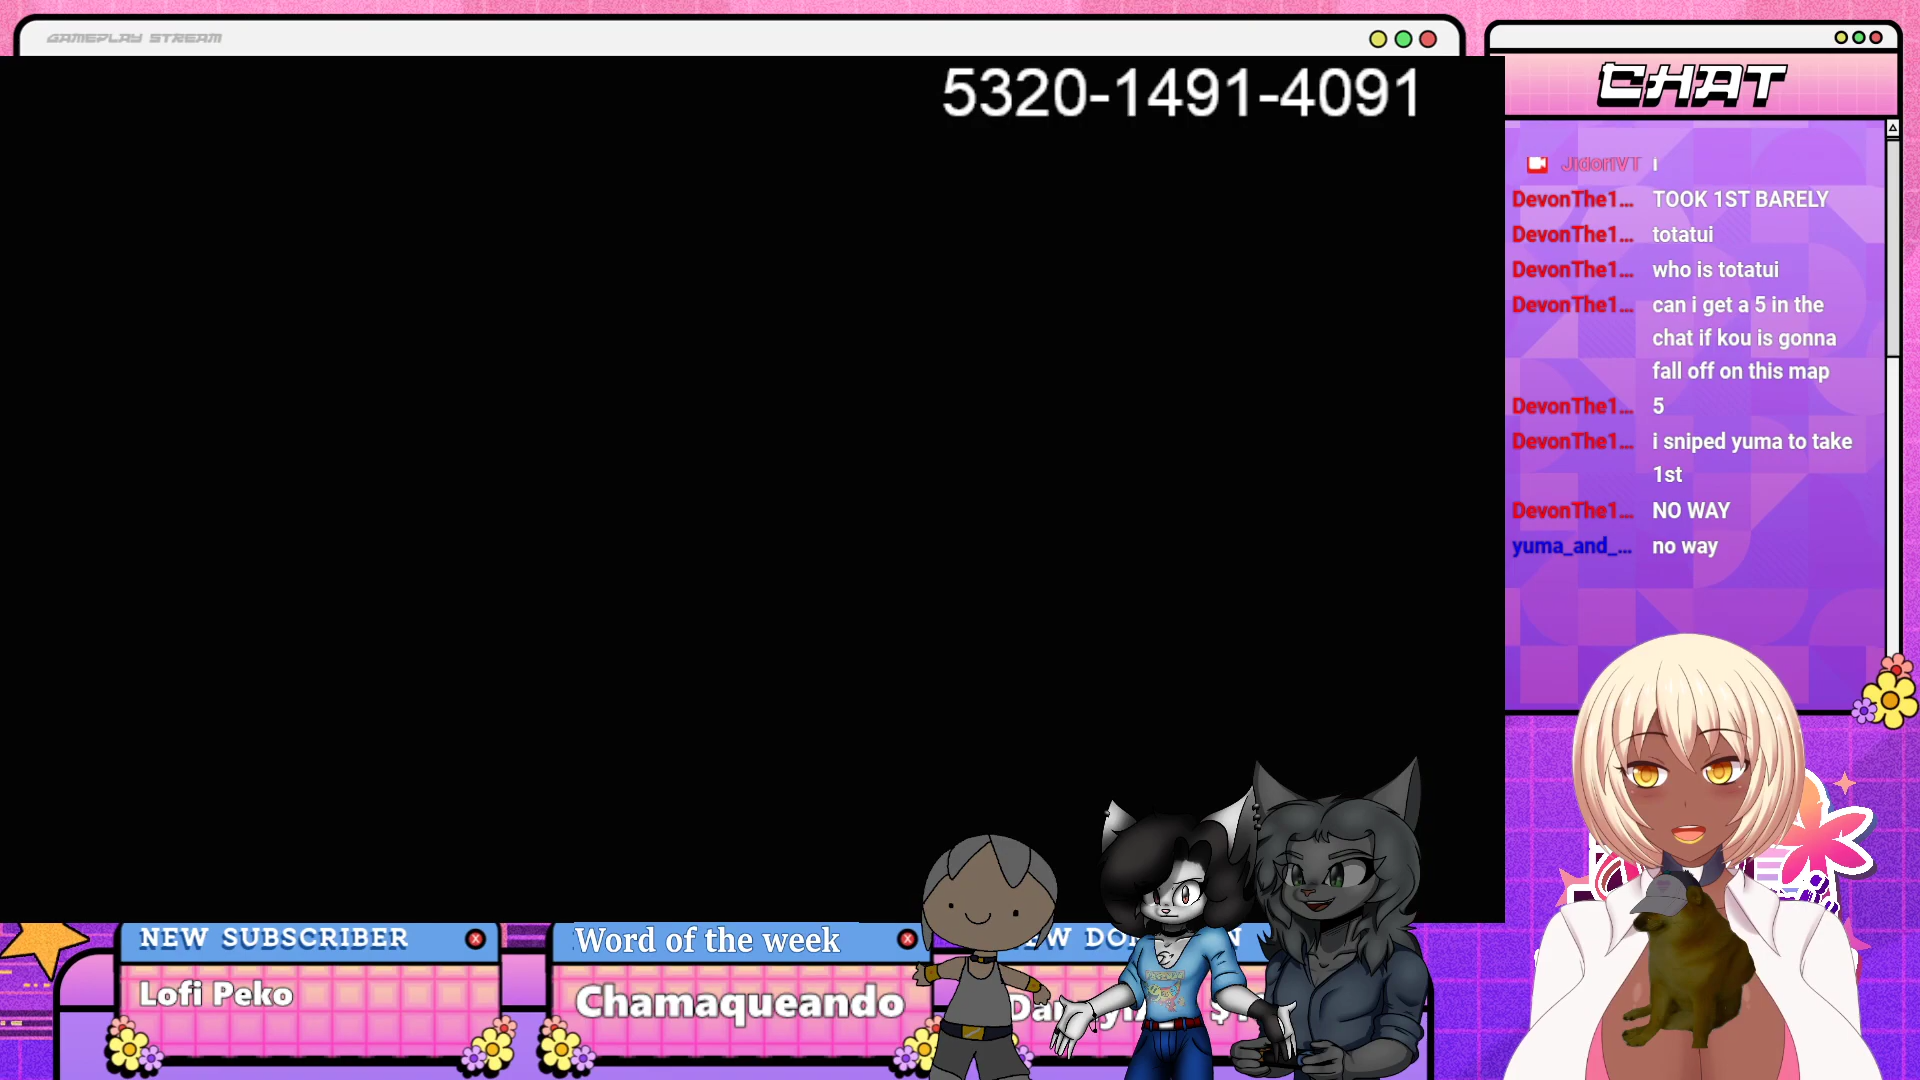 GAMEPLAY STREAM
5320-1491-4091
CHAT
JidoriVT i
DevonThe1... TOOK 1ST BARELY
DevonThe1... totatui
DevonThe1... who is totatui
DevonThe1... can i get a 5 in the
chat if kou is gonna
fall off on this map
DevonThe1... 5
DevonThe1... i sniped yuma to take
1st
DevonThe1... NO WAY
yuma_and_... no way
NEW SUBSCRIBER
Lofi Peko
Word of the week
Chamaqueando